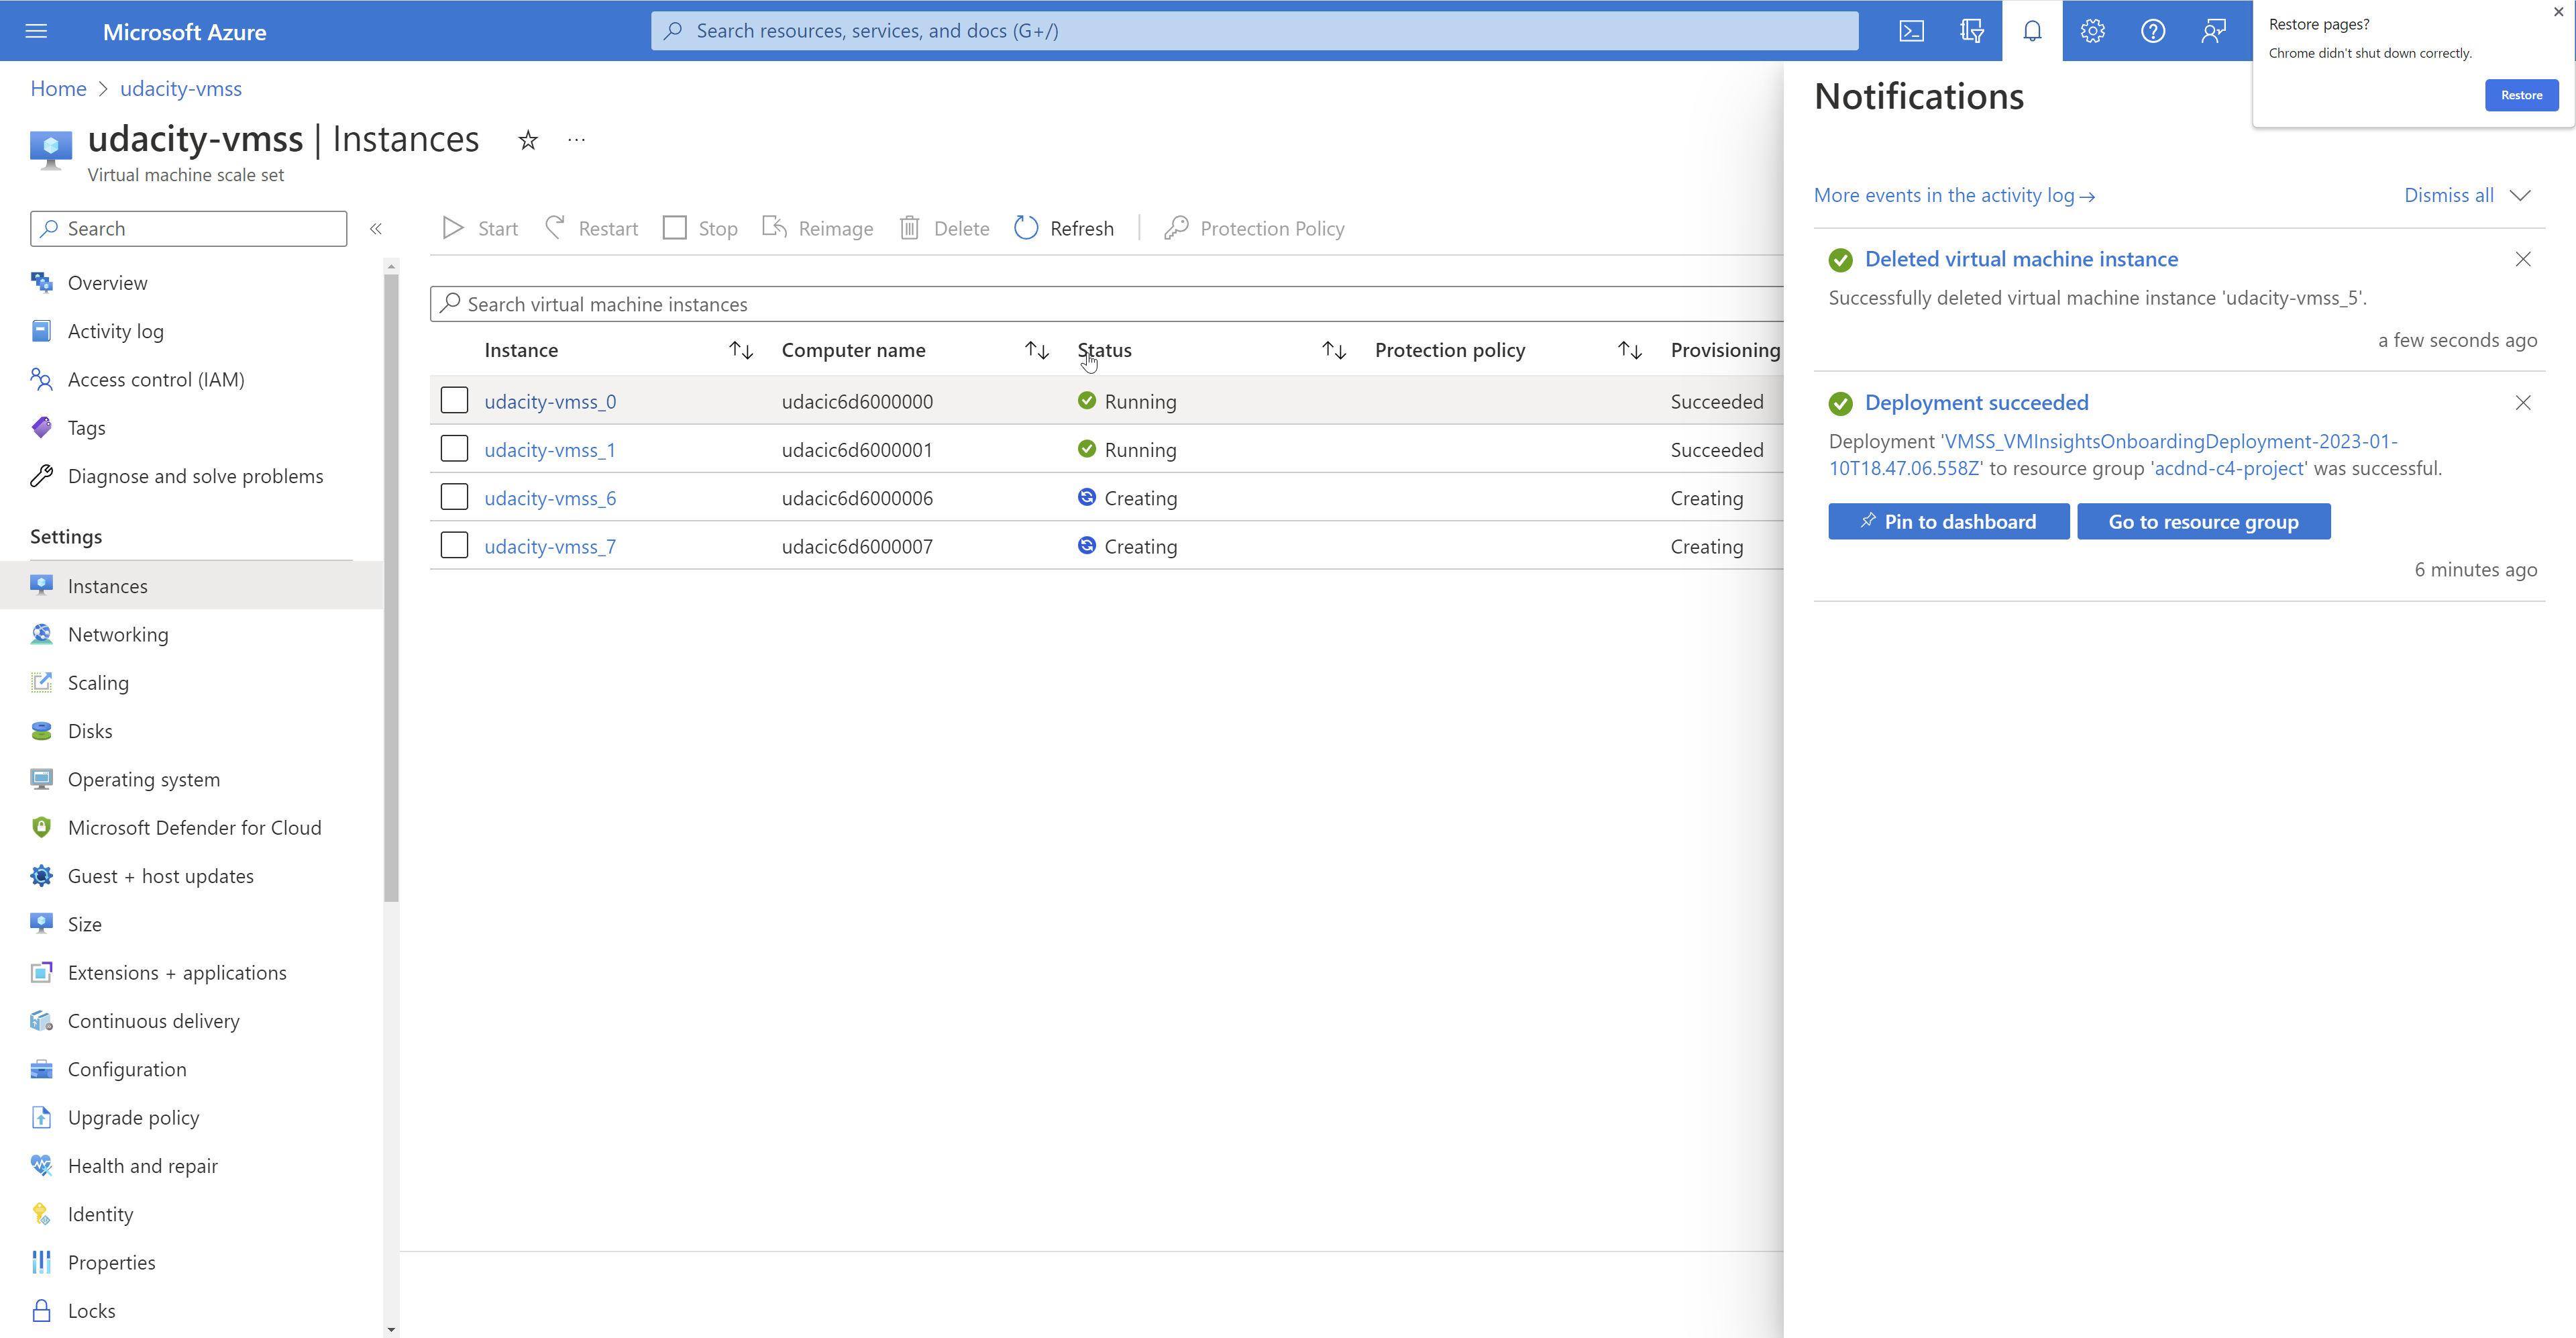 Microsoft Azure
Search resources, services, and docs (G+/)
Restore pages?
Chrome didn't shut down correctly.
Restore
Home > udacity-vmss
udacity-vmss | Instances
Virtual machine scale set
Search
Overview
Activity log
Access control (IAM)
Tags
Diagnose and solve problems
Settings
Instances
Networking
Scaling
Disks
Operating system
Microsoft Defender for Cloud
Guest + host updates
Size
Extensions + applications
Continuous delivery
Configuration
Upgrade policy
Health and repair
Identity
Properties
Locks
Start Restart Stop Reimage Delete Refresh Protection Policy
Search virtual machine instances
Instance Computer name Status Protection policy Provisioning
udacity-vmss_0 udacic6d6000000 Running Succeeded
udacity-vmss_1 udacic6d6000001 Running Succeeded
udacity-vmss_6 udacic6d6000006 Creating Creating
udacity-vmss_7 udacic6d6000007 Creating Creating
Notifications
More events in the activity log → Dismiss all
Deleted virtual machine instance
Successfully deleted virtual machine instance 'udacity-vmss_5'.
a few seconds ago
Deployment succeeded
Deployment 'VMSS_VMInsightsOnboardingDeployment-2023-01-
10T18.47.06.558Z' to resource group 'acdnd-c4-project' was successful.
Pin to dashboard Go to resource group
6 minutes ago